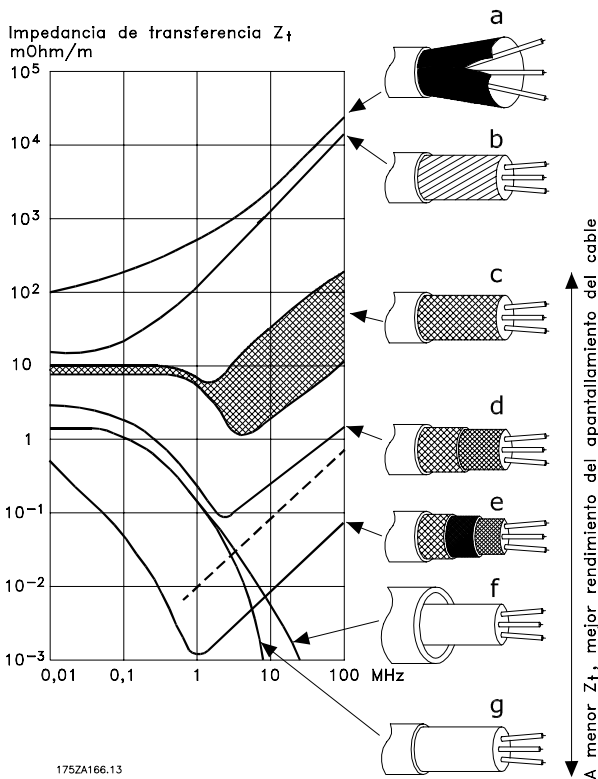 Impedancia de transferencia Zt
mOhm/m
10⁵
10⁴
10³
10²
10
1
10⁻¹
10⁻²
10⁻³
0,01 0,1 1 10 100 MHz
a
b
c
d
e
f
g
A menor Zt, mejor rendimiento del apantallamiento del cable
175ZA166.13